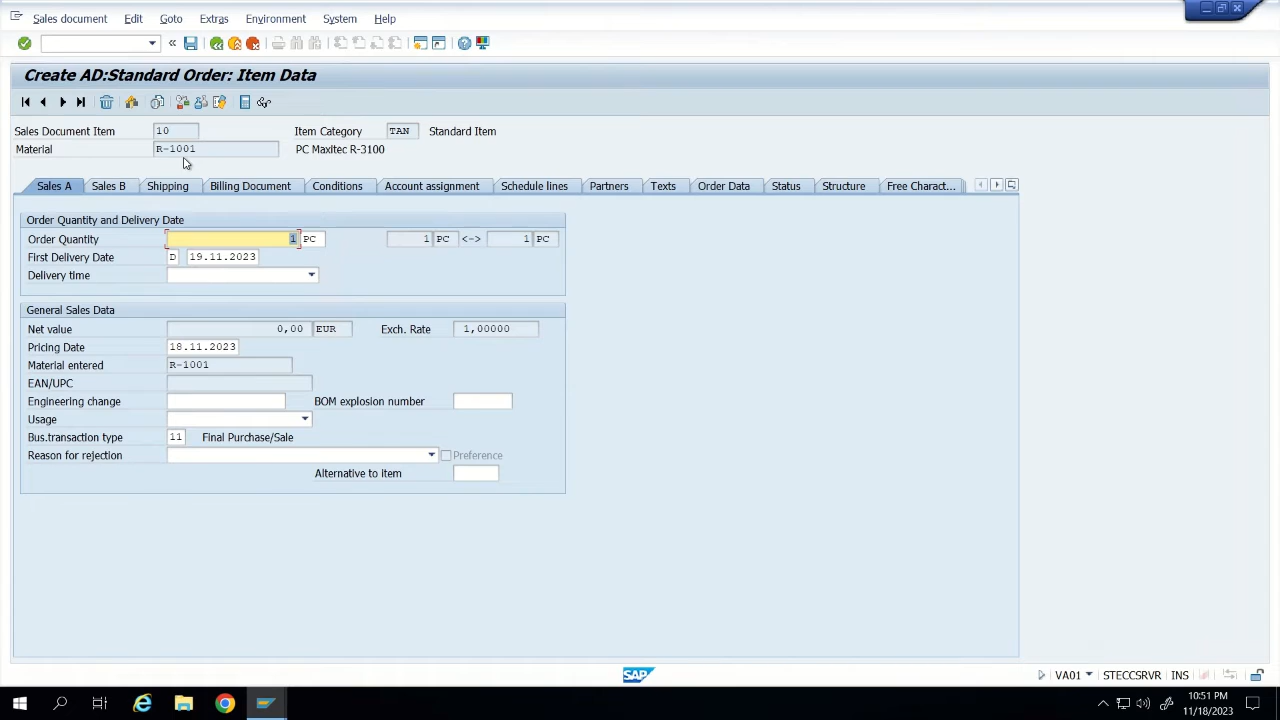 Sales document Edit Goto Extras Environment System Help
Create AD:Standard Order: Item Data
Sales Document Item 10 Item Category TAN Standard Item
Material R-1001 PC Maxitec R-3100
Sales A Sales B Shipping Billing Document Conditions Account assignment Schedule lines Partners Texts Order Data Status Structure Free Charact...
Order Quantity and Delivery Date
Order Quantity 1 PC 1 PC <-> 1 PC
First Delivery Date D 19.11.2023
Delivery time
General Sales Data
Net value 0,00 EUR Exch. Rate 1,00000
Pricing Date 18.11.2023
Material entered R-1001
EAN/UPC
Engineering change BOM explosion number
Usage
Bus.transaction type 11 Final Purchase/Sale
Reason for rejection Preference
Alternative to item
SAP VA01 STECCSRVR INS
10:51 PM
11/18/2023